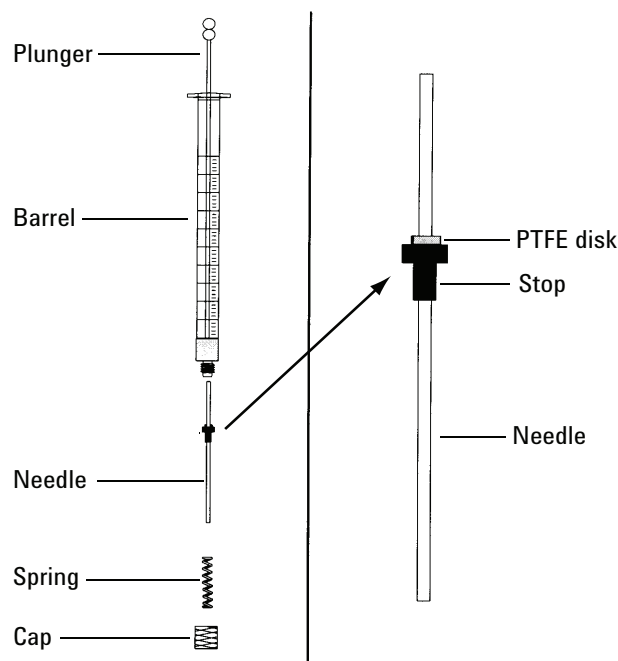 Plunger
Barrel
Needle
Spring
Cap
PTFE disk
Stop
Needle